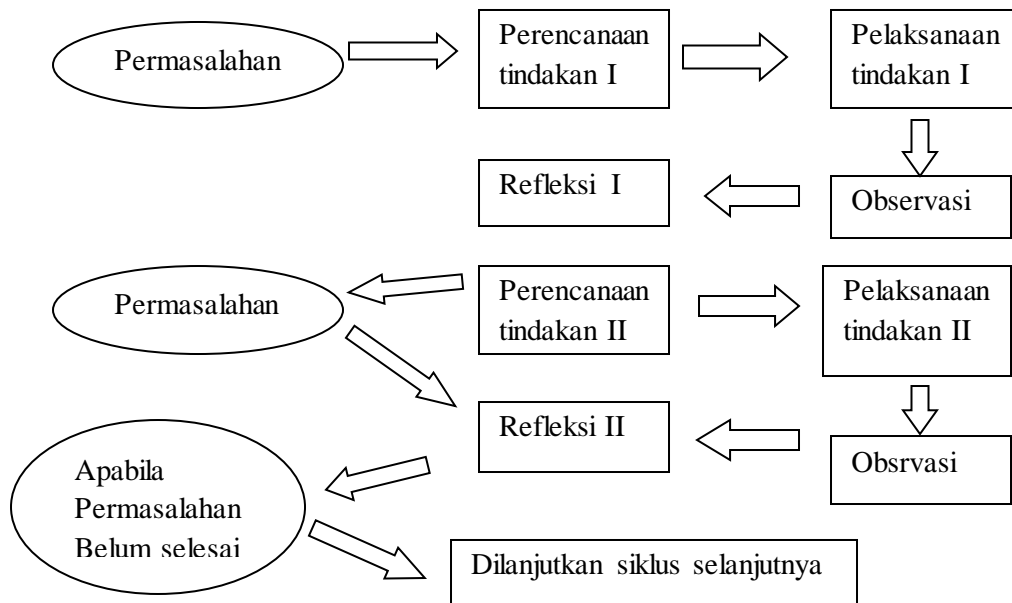 Permasalahan
Perencanaan
tindakan I
Pelaksanaan
tindakan I
Refleksi I
Observasi
Permasalahan
Perencanaan
tindakan II
Pelaksanaan
tindakan II
Refleksi II
Obsrvasi
Apabila
Permasalahan
Belum selesai
Dilanjutkan siklus selanjutnya